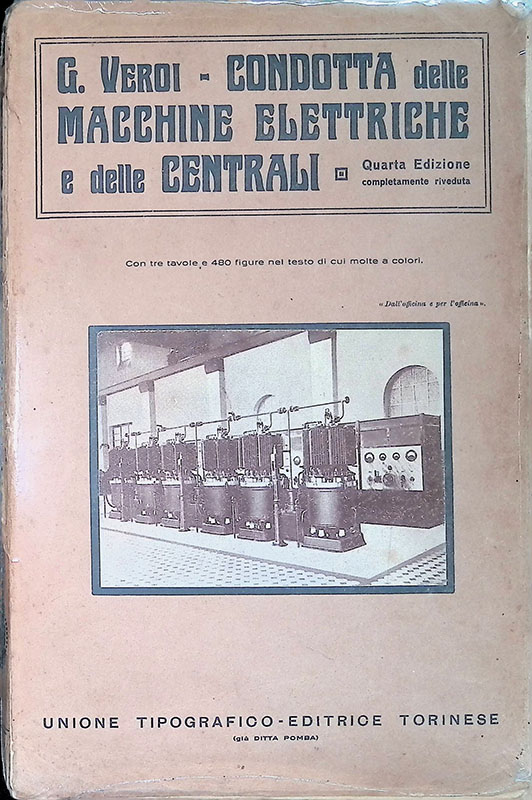 G. VEROI - CONDOTTA delle
MACCHINE ELETTRICHE
e delle CENTRALI
Quarta Edizione
completamente riveduta
Con tre tavole e 480 figure nel testo di cui molte a colori.
« Dall'officina e per l'officina ».
UNIONE TIPOGRAFICO-EDITRICE TORINESE
(già DITTA POMBA)